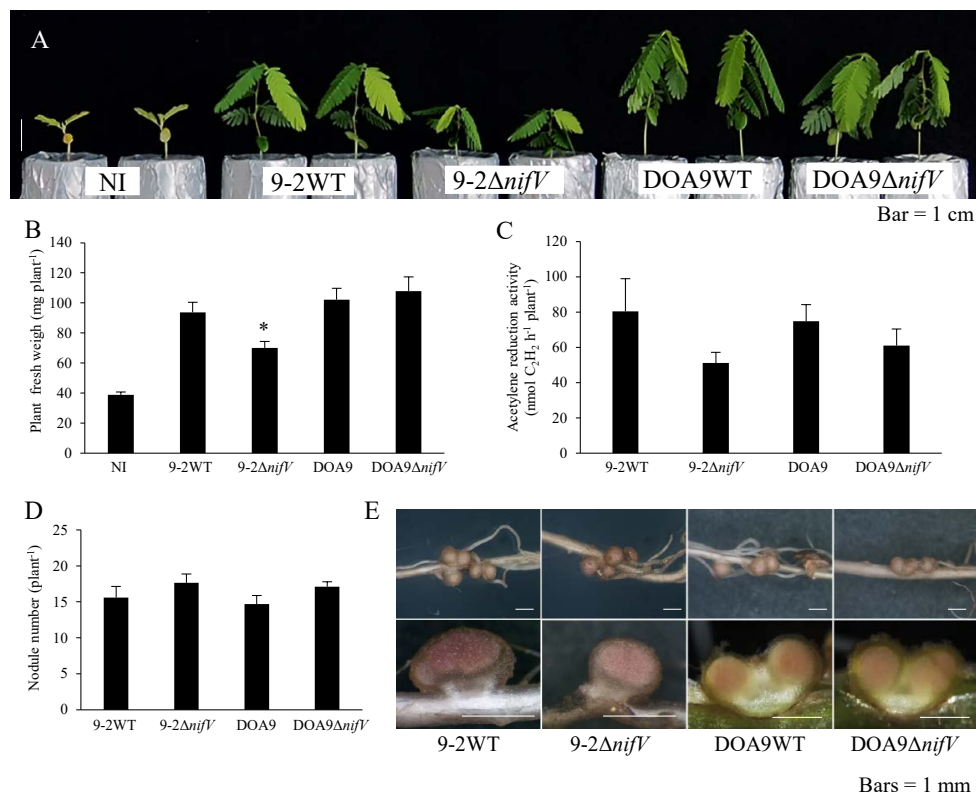 A
NI
9-2WT
9-2ΔnifV
DOA9WT
DOA9ΔnifV
Bar = 1 cm
B
Plant fresh weigh (mg plant-1)
140
120
100
80
60
40
20
0
*
NI
9-2WT
9-2ΔnifV
DOA9
DOA9ΔnifV
C
Acetylene reduction activity
(nmol C2H2 h-1 plant-1)
120
100
80
60
40
20
0
9-2WT
9-2ΔnifV
DOA9
DOA9ΔnifV
D
Nodule number (plant-1)
25
20
15
10
5
0
9-2WT
9-2ΔnifV
DOA9
DOA9ΔnifV
E
9-2WT
9-2ΔnifV
DOA9WT
DOA9ΔnifV
Bars = 1 mm